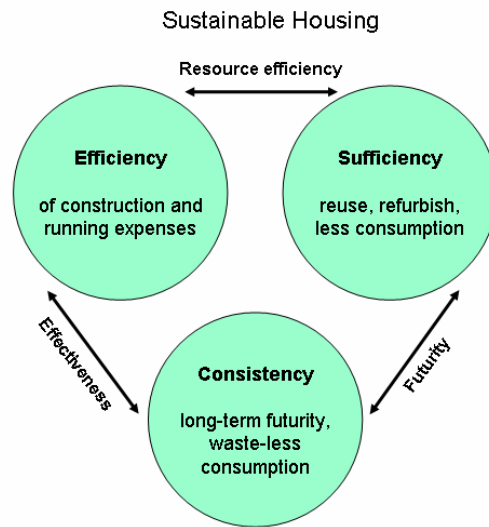 Sustainable Housing
Resource efficiency
Efficiency
of construction and
running expenses
Sufficiency
reuse, refurbish,
less consumption
Effectiveness
Futurity
Consistency
long-term futurity,
waste-less
consumption